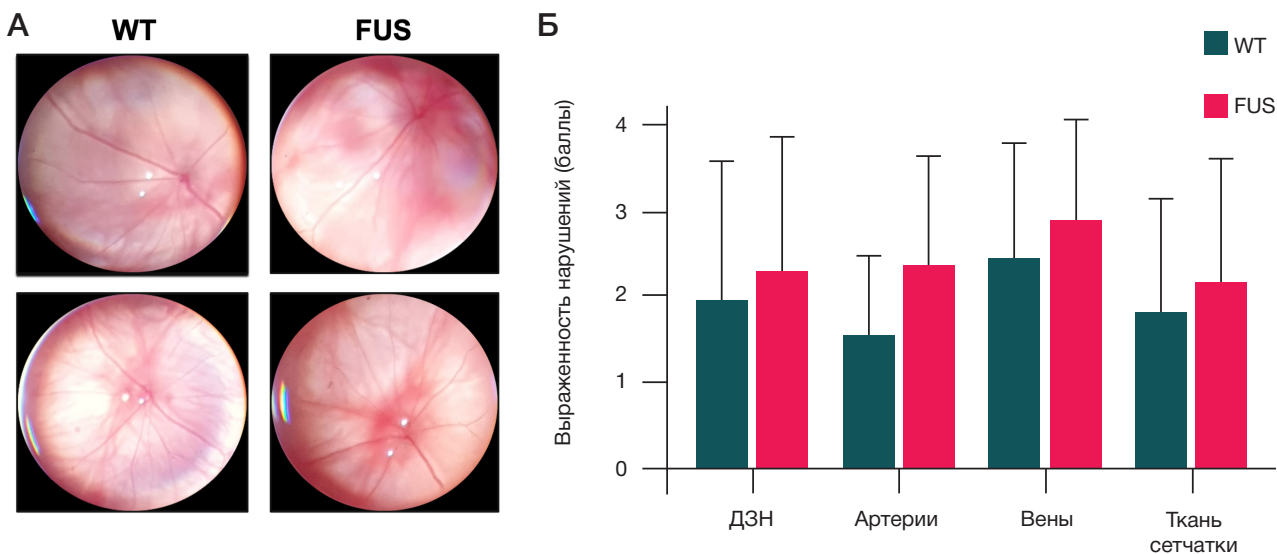 А
WT
FUS
Б
WT
FUS
Выраженность нарушений (баллы)
4
3
2
1
0
ДЗН
Артерии
Вены
Ткань
сетчатки